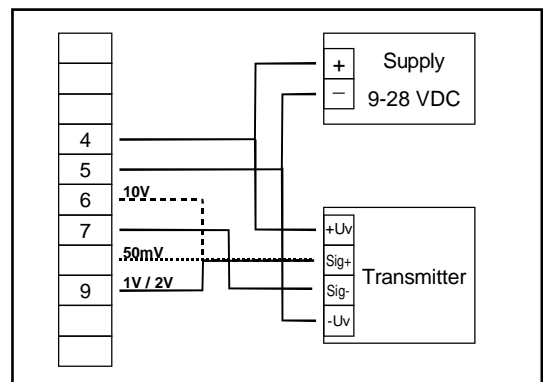 4
5
6
7
9
10V
50mV
1V / 2V
+
−
Supply
9-28 VDC
+Uv
Sig+
Sig-
-Uv
Transmitter